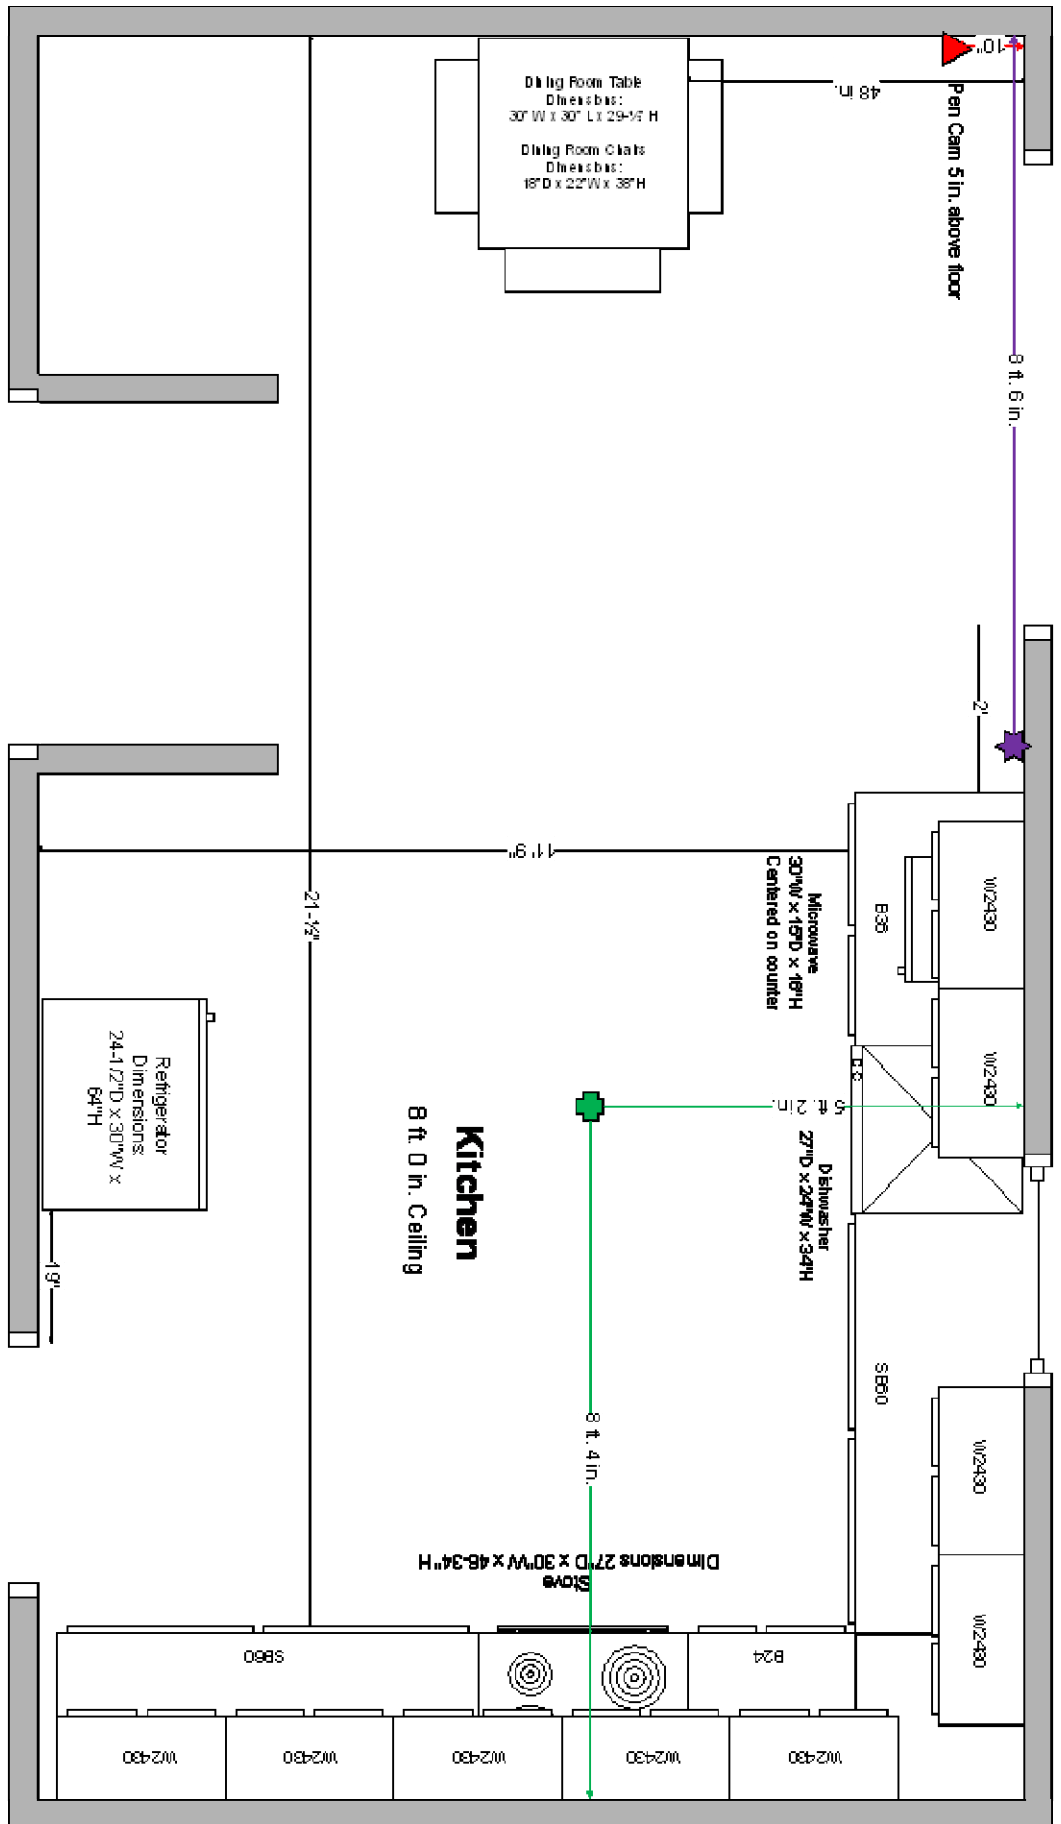 Dining Room Table
Dimensions:
30" W x 30" L x 29-½" H
Dining Room Chairs
Dimensions:
18"D x 22"W x 38"H
10"
48 in.
Pen Cam 5 in. above floor
8 ft. 6 in.
2'
11' 9"
21-½"
Microwave
30"W x 15"D x 16"H
Centered on counter
B36
W2430
W2430
5 ft. 2in.
Dishwasher
27"D x 24"W x 34"H
Refrigerator
Dimensions:
24-1/2"D x 30"W x
64"H
19"
Kitchen
8 ft. 0 in. Ceiling
SB60
W2430
W2430
8 ft. 4 in.
Stove
Dimensions 27"D x 30"W x 46-34"H
SB60
B24
W2430
W2430
W2430
W2430
W2430